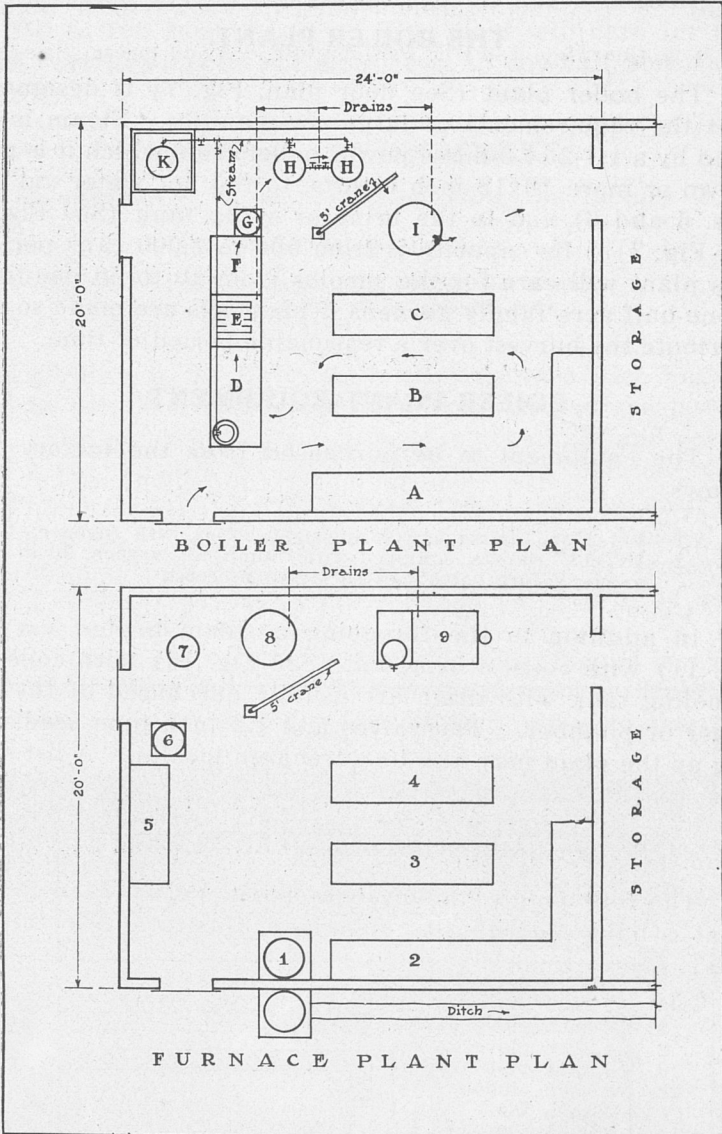 24'-0"
Drains
K
Steam
H
H
5' crane
I
G
F
20'-0"
E
C
D
B
A
STORAGE
BOILER PLANT PLAN
Drains
7
8
9
5' crane
6
20'-0"
5
4
3
STORAGE
1
2
Ditch
FURNACE PLANT PLAN